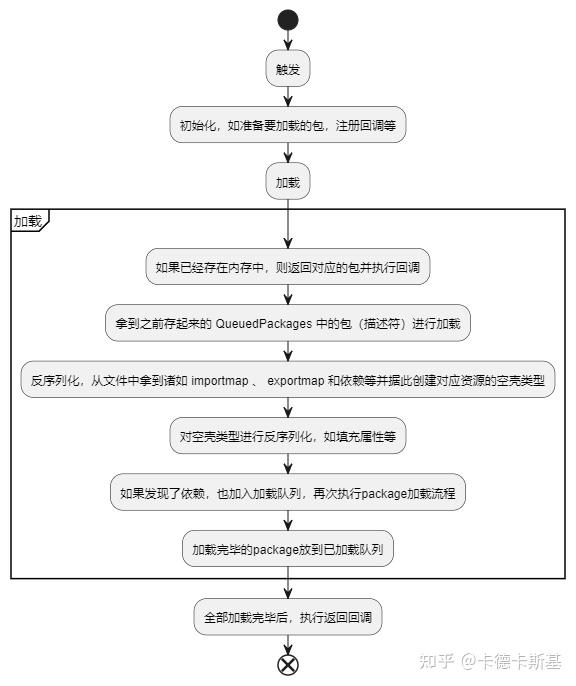 触发
初始化，如准备要加载的包，注册回调等
加载
加载
如果已经存在内存中，则返回对应的包并执行回调
拿到之前存起来的 QueuedPackages 中的包（描述符）进行加载
反序列化，从文件中拿到诸如 importmap 、 exportmap 和依赖等并据此创建对应资源的空壳类型
对空壳类型进行反序列化，如填充属性等
如果发现了依赖，也加入加载队列，再次执行package加载流程
加载完毕的package放到已加载队列
全部加载完毕后，执行返回回调
知乎 @卡德卡斯基